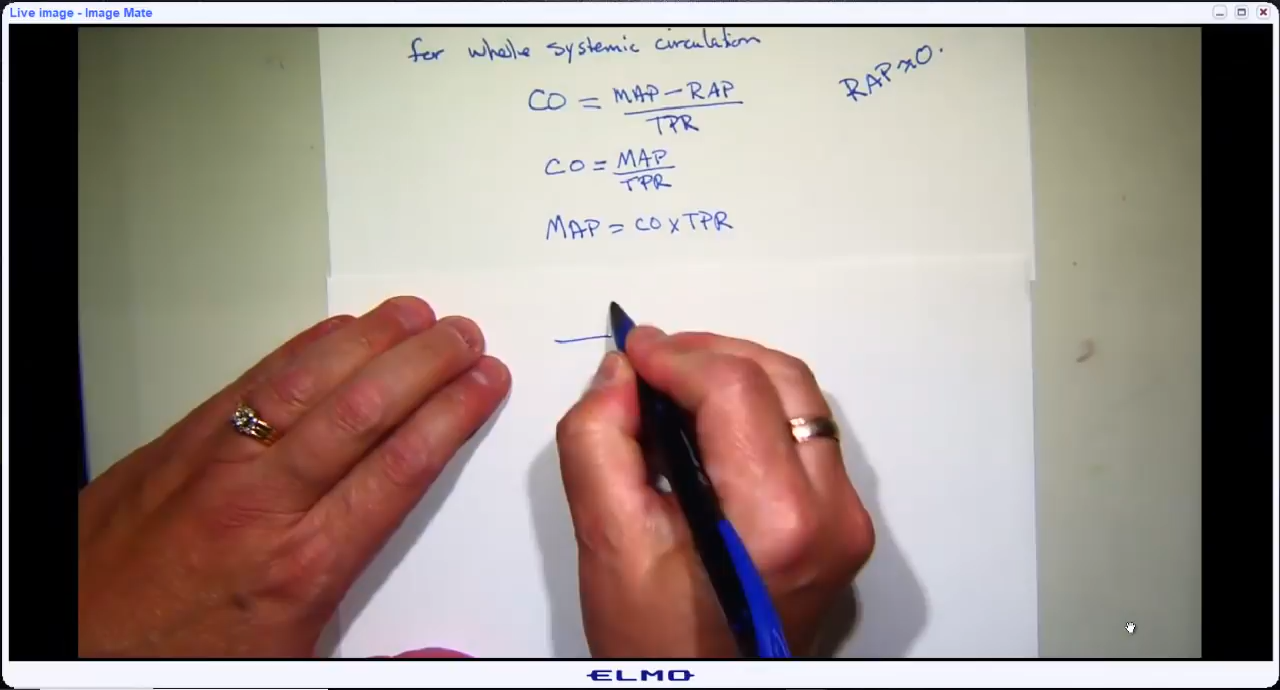 Live image - Image Mate
for whole systemic circulation
RAP≈0.
CO = MAP - RAP
TPR
CO = MAP
TPR
MAP = CO x TPR
ELMO